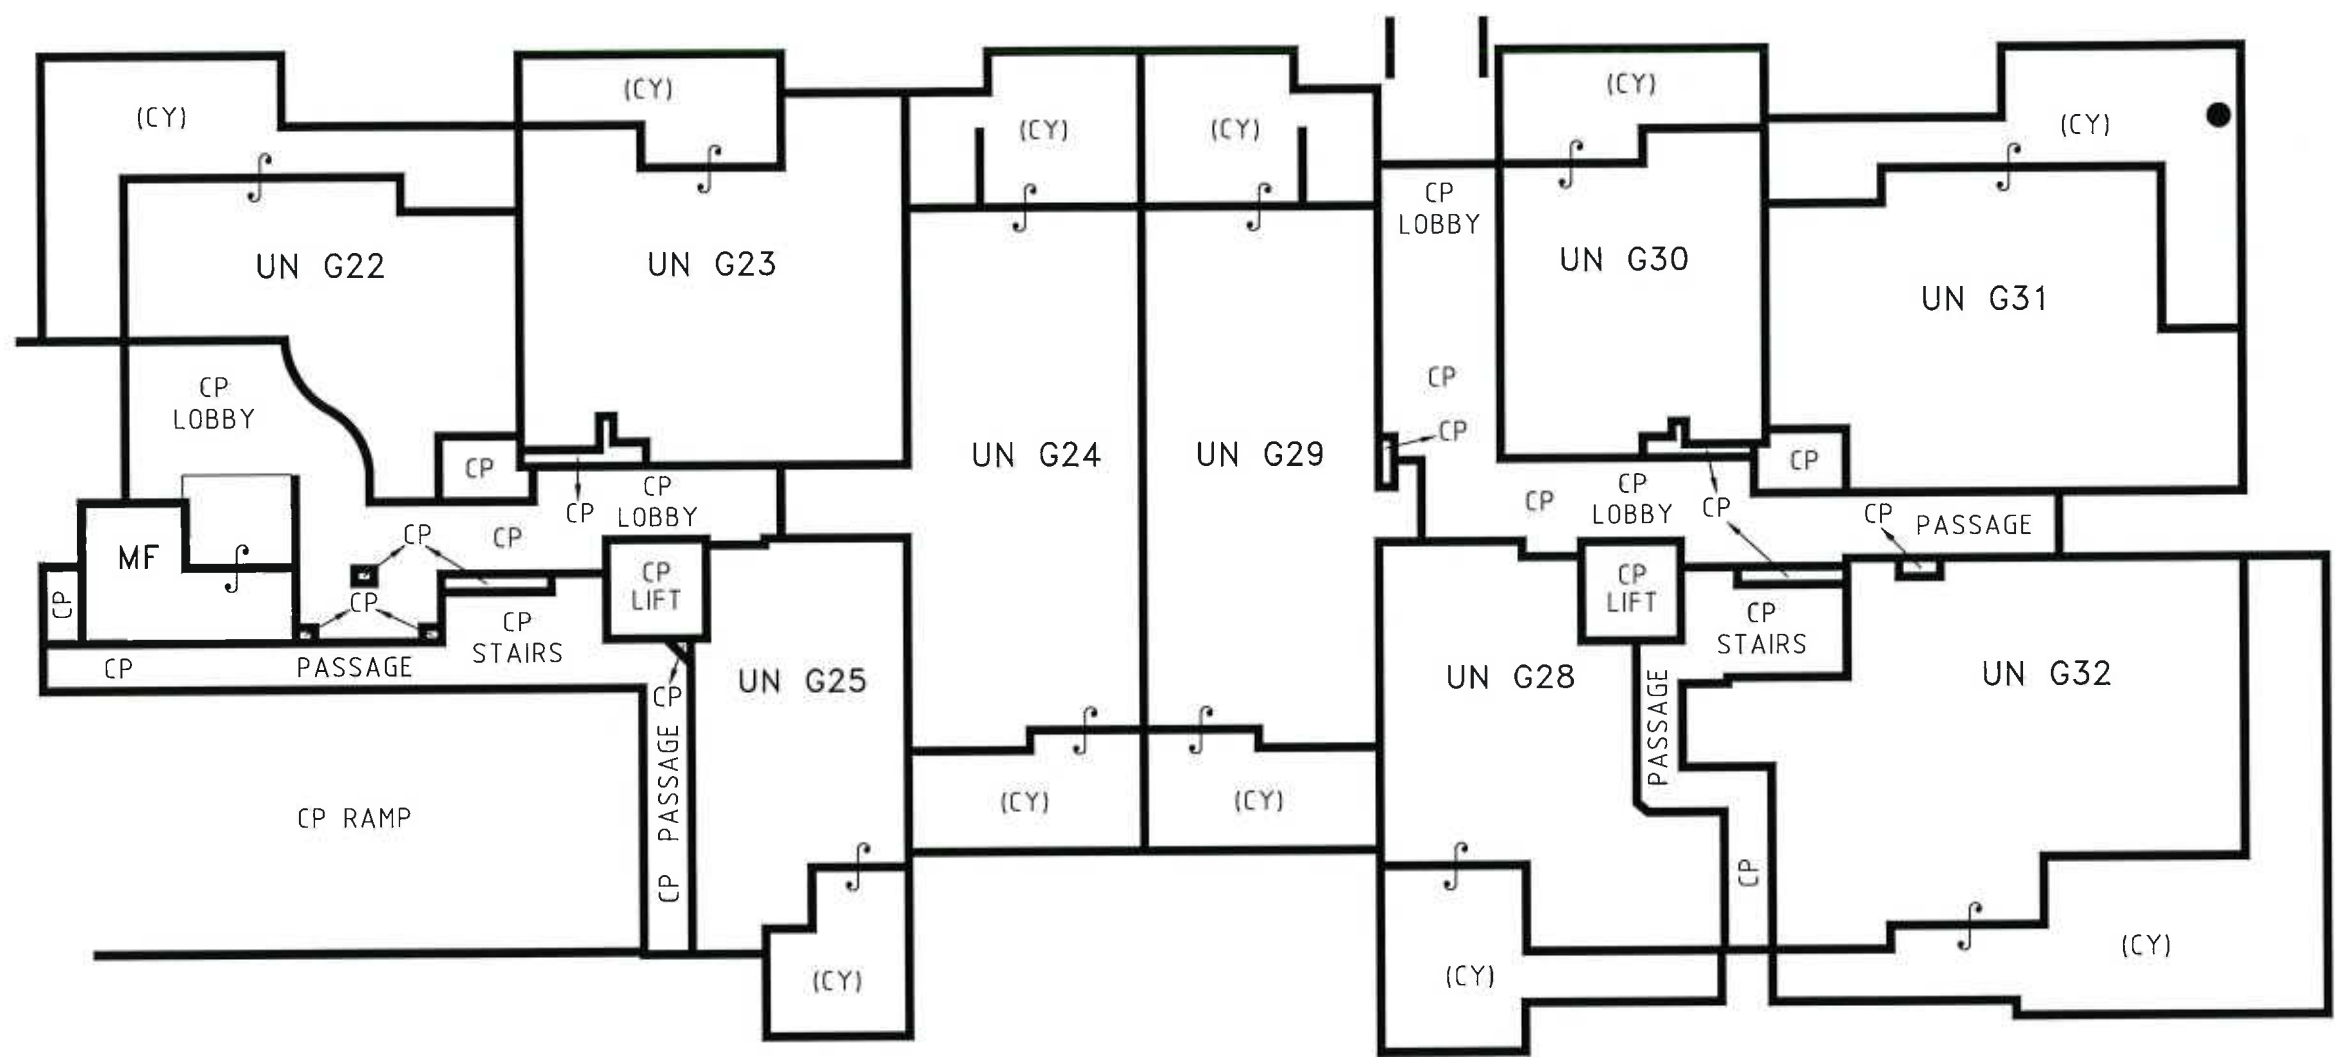 (CY)
(CY)
(CY)
(CY)
(CY)
(CY)
CP
LOBBY
UN G22
UN G23
UN G30
UN G31
CP
LOBBY
CP
CP
UN G24
UN G29
CP
CP
CP
LOBBY
CP
CP
CP
LOBBY
CP
CP
PASSAGE
MF
CP
CP
CP
LIFT
CP
LIFT
CP
CP
CP
STAIRS
CP
STAIRS
CP
PASSAGE
UN G25
CP
UN G28
PASSAGE
UN G32
CP RAMP
PASSAGE
CP
(CY)
(CY)
CP
(CY)
(CY)
(CY)